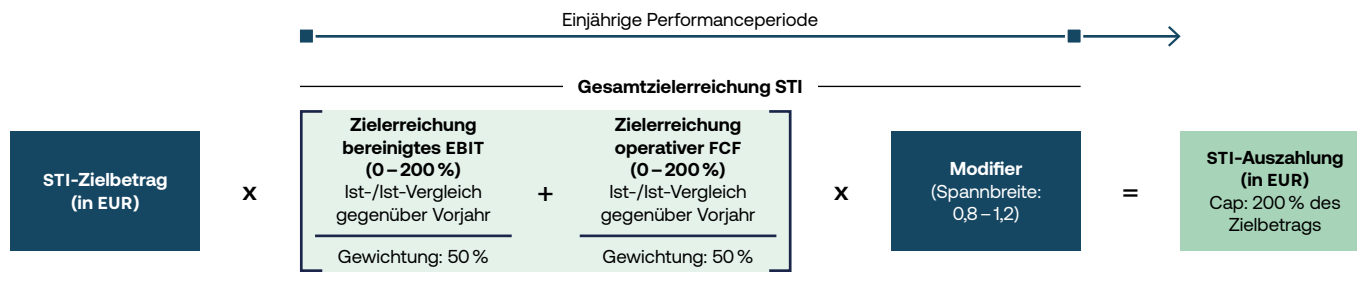 Einjährige Performanceperiode
Gesamtzielerreichung STI
STI-Zielbetrag
(in EUR)
x
Zielerreichung
bereinigtes EBIT
(0 – 200 %)
Ist-/Ist-Vergleich
gegenüber Vorjahr
Gewichtung: 50 %
+
Zielerreichung
operativer FCF
(0 – 200 %)
Ist-/Ist-Vergleich
gegenüber Vorjahr
Gewichtung: 50 %
x
Modifier
(Spannbreite:
0,8 – 1,2)
=
STI-Auszahlung
(in EUR)
Cap: 200 % des
Zielbetrags